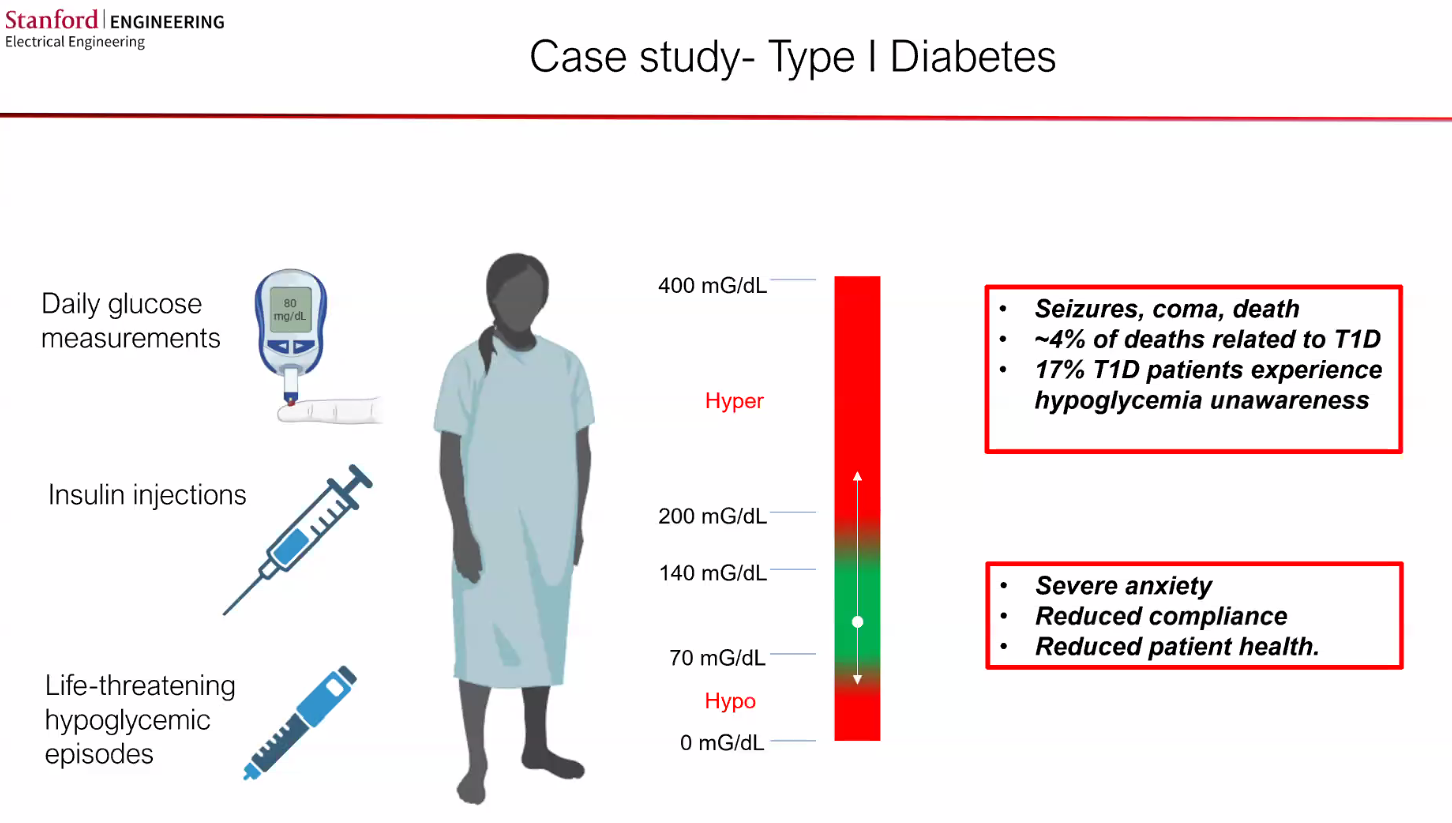 Stanford | ENGINEERING
Electrical Engineering
Case study- Type I Diabetes
Daily glucose
measurements
80
mg/dL
Insulin injections
Life-threatening
hypoglycemic
episodes
400 mG/dL
Hyper
200 mG/dL
140 mG/dL
70 mG/dL
Hypo
0 mG/dL
• Seizures, coma, death
• ~4% of deaths related to T1D
• 17% T1D patients experience
hypoglycemia unawareness
• Severe anxiety
• Reduced compliance
• Reduced patient health.